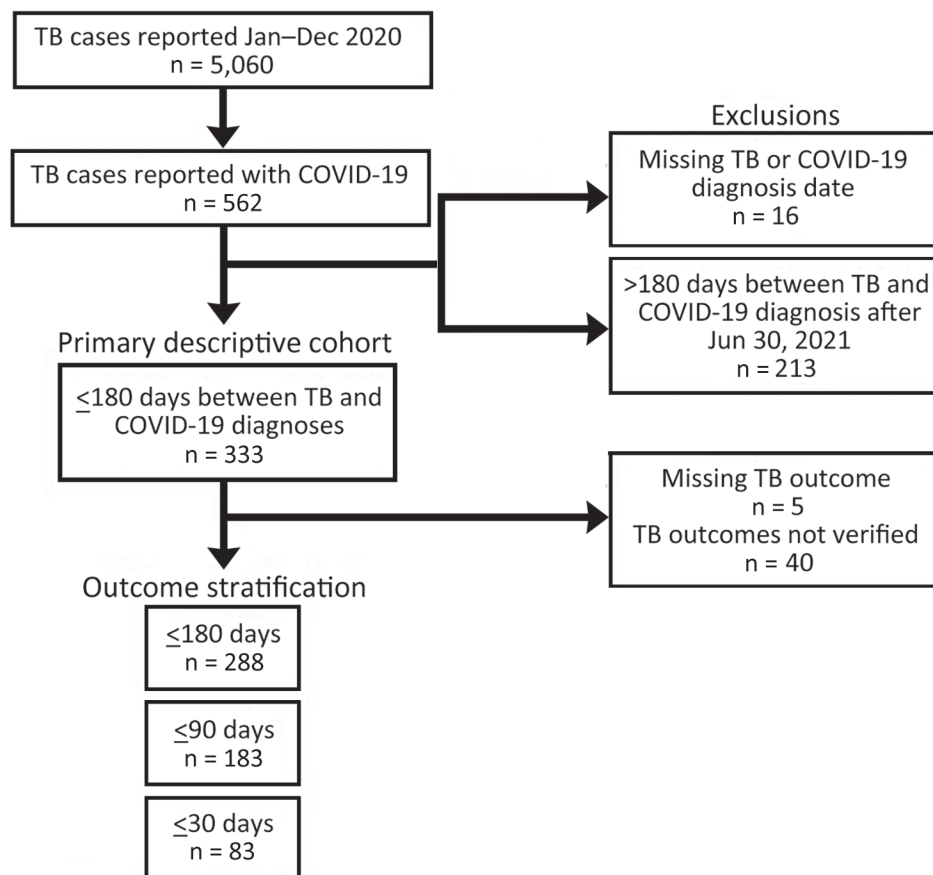 TB cases reported Jan–Dec 2020
n = 5,060
TB cases reported with COVID-19
n = 562
Exclusions
Missing TB or COVID-19
diagnosis date
n = 16
>180 days between TB and
COVID-19 diagnosis after
Jun 30, 2021
n = 213
Primary descriptive cohort
≤180 days between TB and
COVID-19 diagnoses
n = 333
Missing TB outcome
n = 5
TB outcomes not verified
n = 40
Outcome stratification
≤180 days
n = 288
≤90 days
n = 183
≤30 days
n = 83